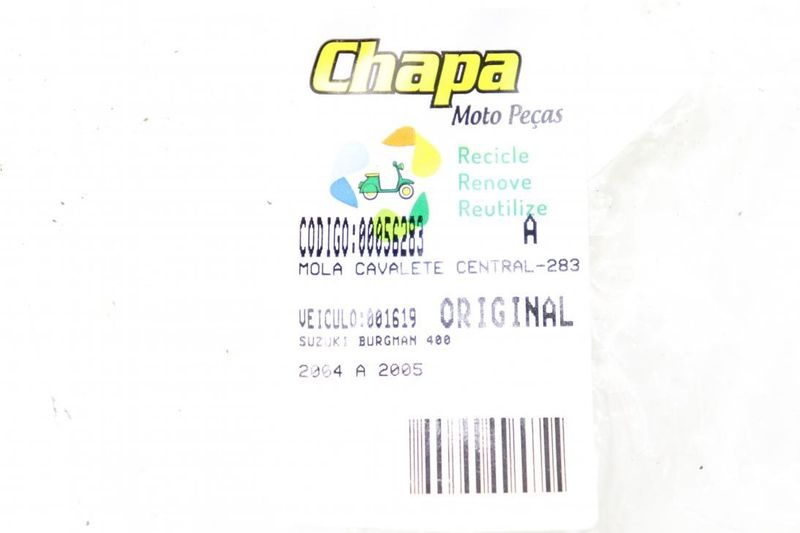 Chapa
Moto Peças
Recicle
Renove
Reutilize
CODIGO:00056283 A
MOLA CAVALETE CENTRAL-283
VEICULO:001619 ORIGINAL
SUZUKI BURGMAN 400
2004 A 2005